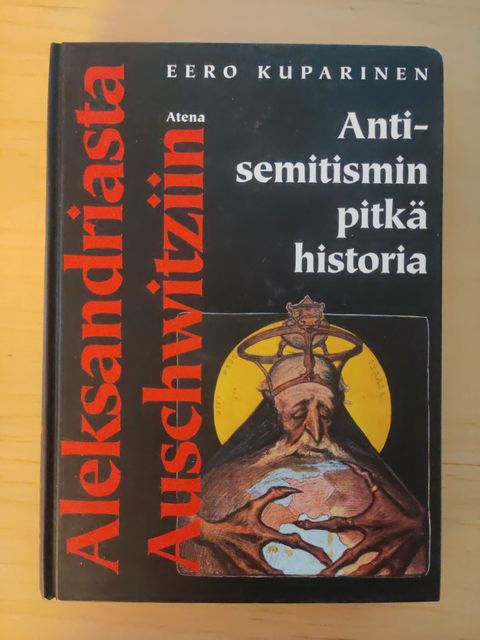 EERO KUPARINEN
Aleksandriasta
Auschwitziin
Atena
Anti-
semitismin
pitkä
historia